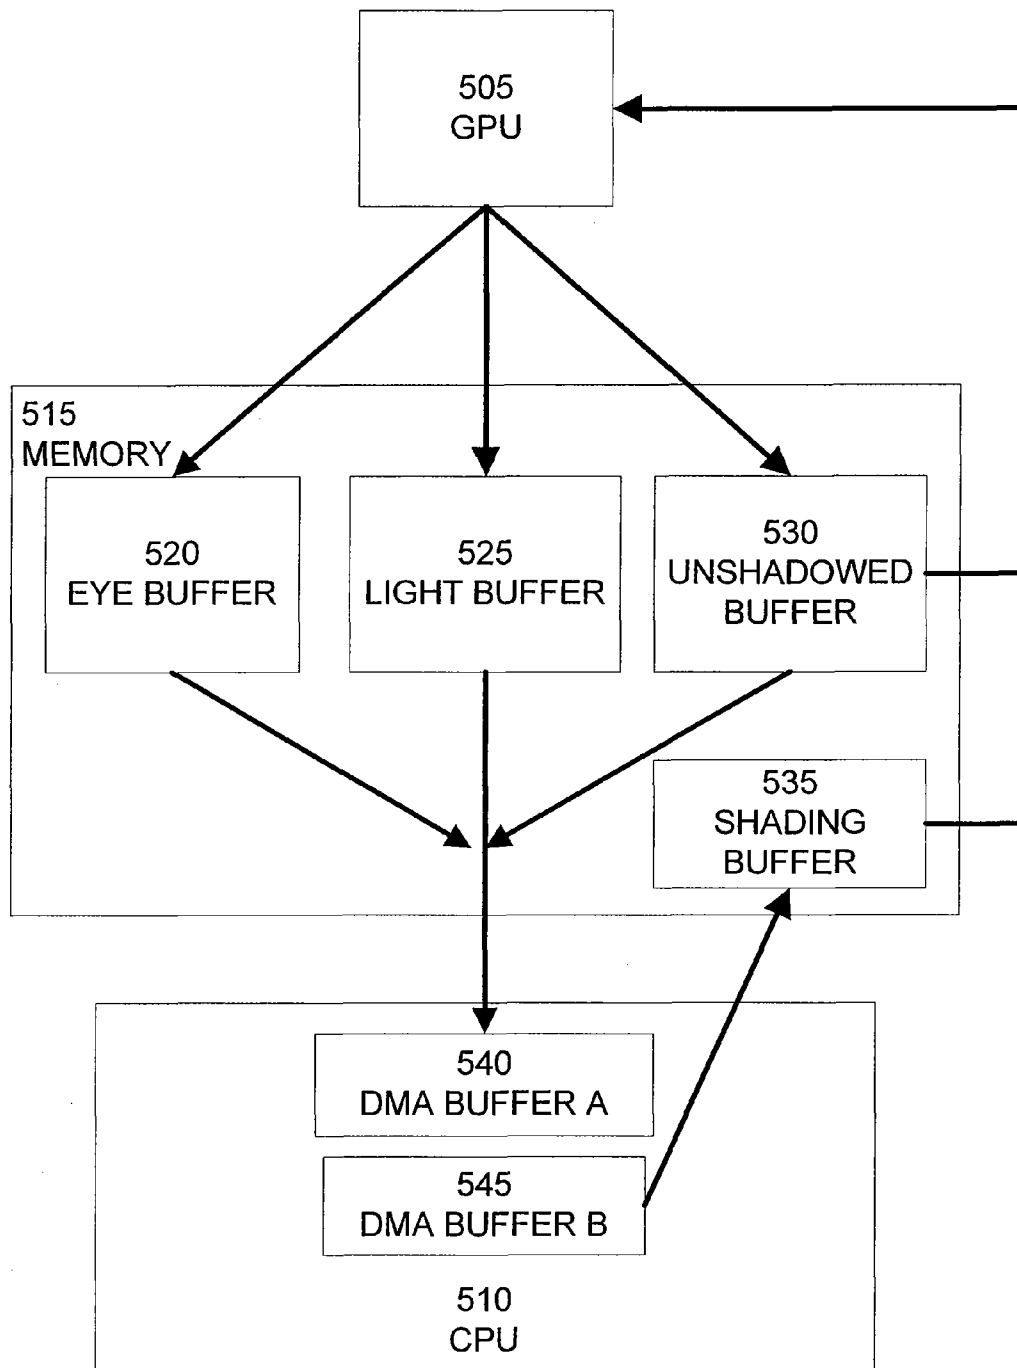 505
GPU
515
MEMORY
520
EYE BUFFER
525
LIGHT BUFFER
530
UNSHADOWED
BUFFER
535
SHADING
BUFFER
540
DMA BUFFER A
545
DMA BUFFER B
510
CPU